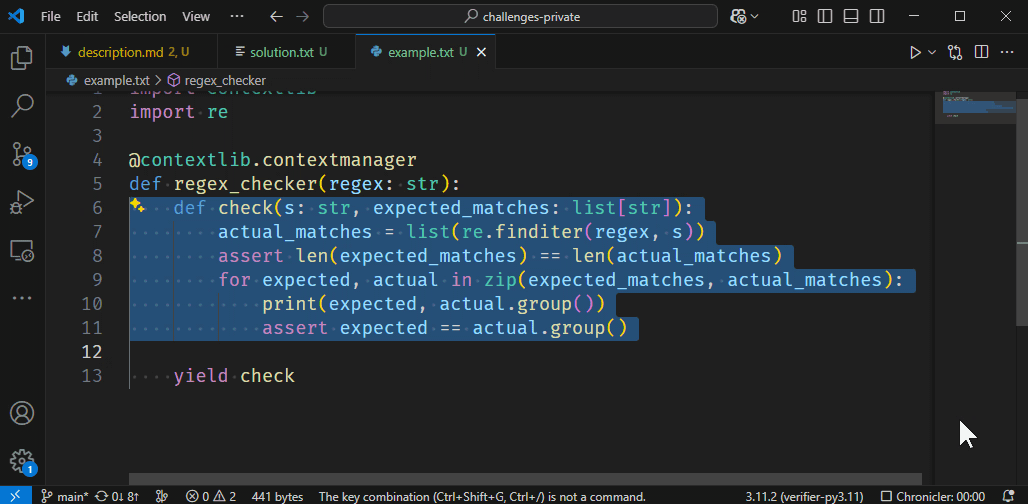 File Edit Selection View ··· challenges-private
description.md 2, U solution.txt U example.txt U
example.txt > regex_checker
1 import contextlib
2 import re
3
4 @contextlib.contextmanager
5 def regex_checker(regex: str):
6 def check(s: str, expected_matches: list[str]):
7 actual_matches = list(re.finditer(regex, s))
8 assert len(expected_matches) == len(actual_matches)
9 for expected, actual in zip(expected_matches, actual_matches):
10 print(expected, actual.group())
11 assert expected == actual.group()
12
13 yield check
9
1
main* 0↓ 8↑ 0 2 441 bytes The key combination (Ctrl+Shift+G, Ctrl+/) is not a command. 3.11.2 (verifier-py3.11) Chronicler: 00:00